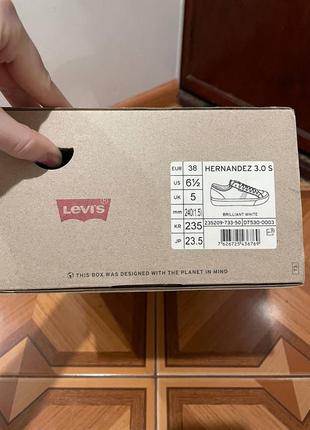 Levi's
EUR 38
US 6½
UK 5
mm 240(1.5)
KR 235
JP 23.5
HERNANDEZ 3.0 S
BRILLIANT WHITE
235209-733-50 D7530-0003
7626725436769
THIS BOX WAS DESIGNED WITH THE PLANET IN MIND